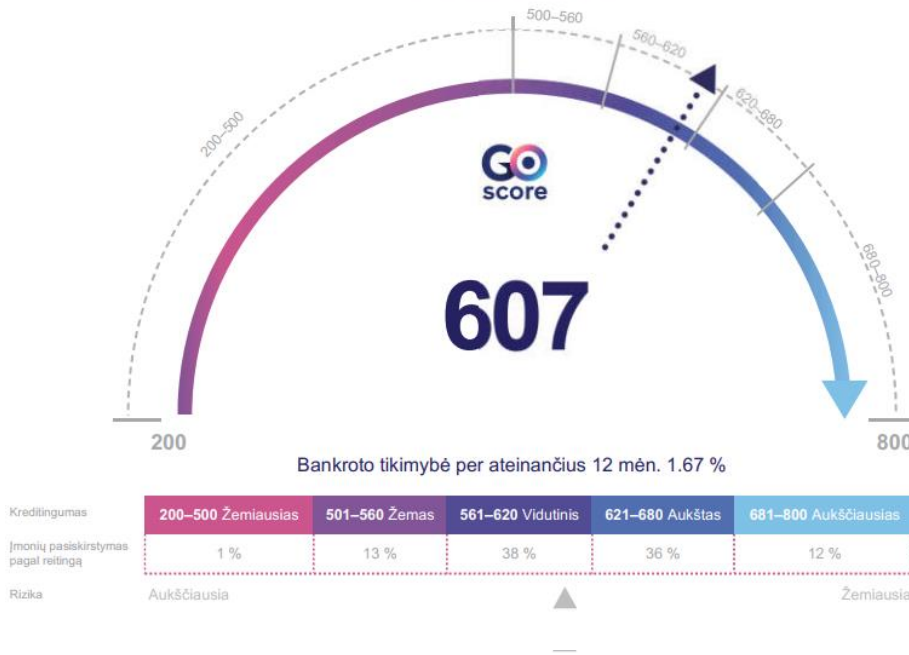 500–560
560–620
200–500
620–680
GO
score
680–800
607
200
800
Bankroto tikimybė per ateinančius 12 mėn. 1.67 %
Kreditingumas 200–500 Žemiausias 501–560 Žemas 561–620 Vidutinis 621–680 Aukštas 681–800 Aukščiausias
Įmonių pasiskirstymas
pagal reitingą 1 % 13 % 38 % 36 % 12 %
Rizika Aukščiausia Žemiausia